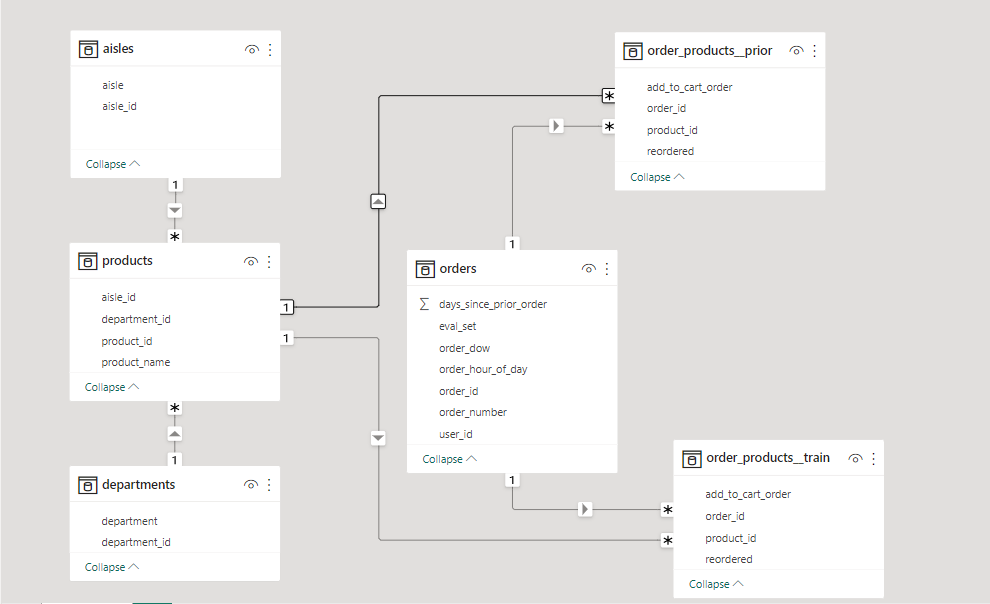 aisles
aisle
aisle_id
Collapse
1
*
products
aisle_id
department_id
product_id
product_name
Collapse
1
1
*
1
departments
department
department_id
Collapse
orders
days_since_prior_order
eval_set
order_dow
order_hour_of_day
order_id
order_number
user_id
Collapse
1
1
order_products__prior
add_to_cart_order
order_id
product_id
reordered
Collapse
*
*
order_products__train
add_to_cart_order
order_id
product_id
reordered
Collapse
*
*